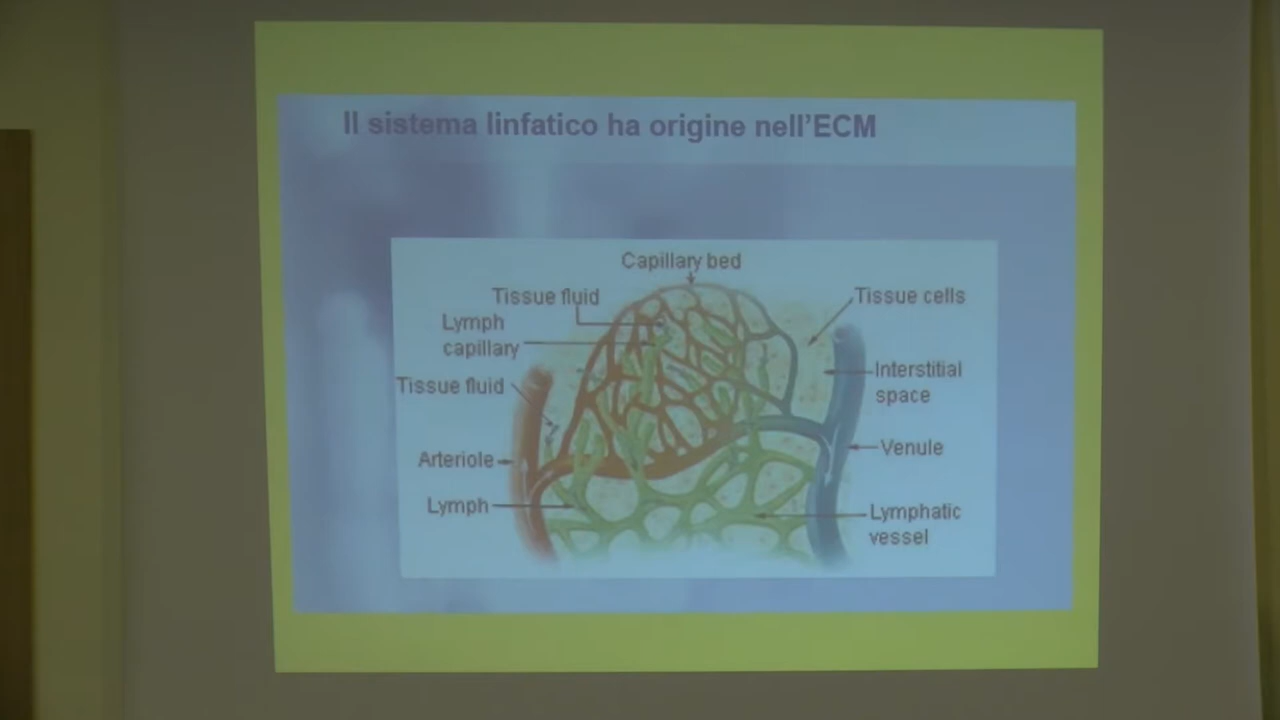 Il sistema linfatico ha origine nell'ECM
Capillary bed
Tissue fluid
Tissue cells
Lymph
capillary
Interstitial
space
Tissue fluid
Venule
Arteriole
Lymph
Lymphatic
vessel